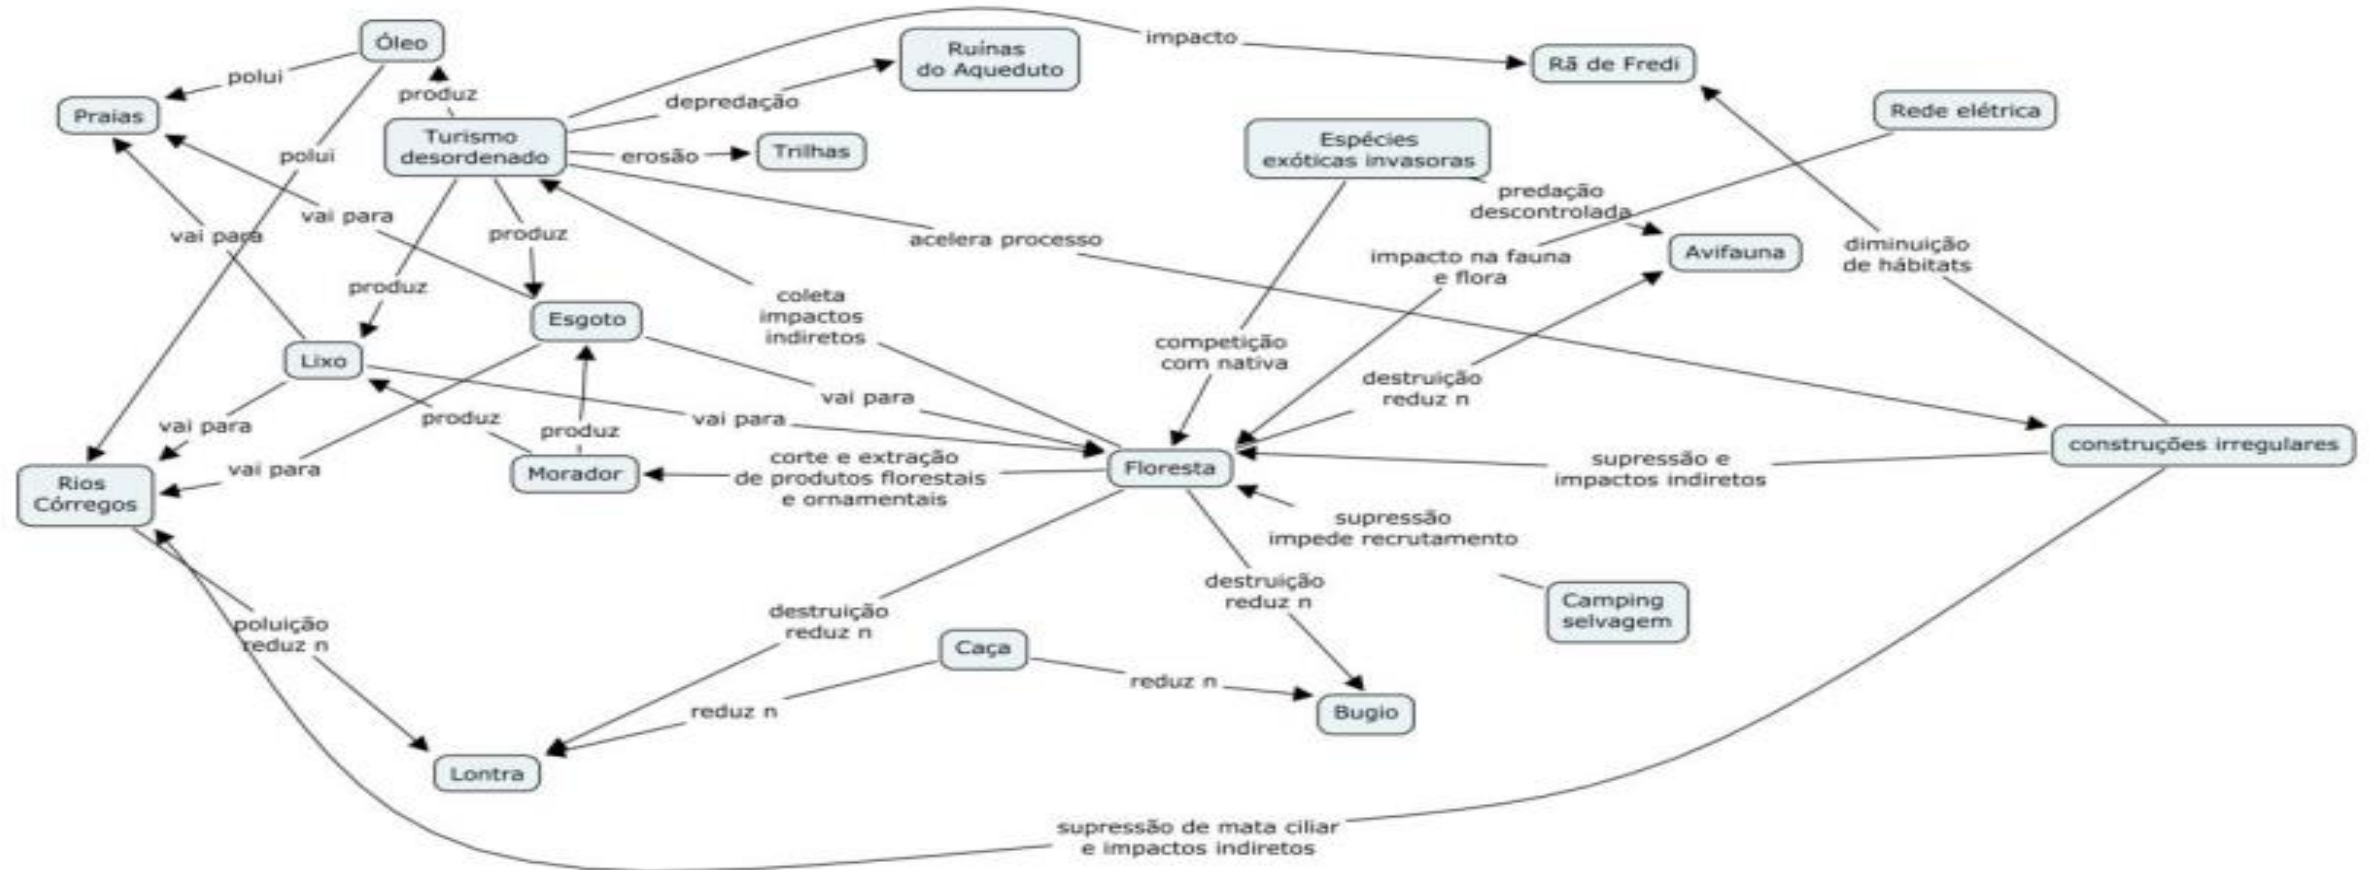 Óleo
Ruínas
do Aqueduto
impacto
Rã de Fredi
polui
produz
depredação
Praias
Rede elétrica
Turismo
desordenado
erosão
Trilhas
Espécies
exóticas invasoras
polui
predação
descontrolada
vai para
vai para
produz
acelera processo
impacto na fauna
e flora
Avifauna
diminuição
de hábitats
produz
coleta
impactos
indiretos
Esgoto
Lixo
competição
com nativa
destruição
reduz n
vai para
produz
produz
vai para
vai para
construções irregulares
vai para
Morador
corte e extração
de produtos florestais
e ornamentais
Floresta
supressão e
impactos indiretos
Rios
Córregos
supressão
impede recrutamento
destruição
reduz n
Camping
selvagem
poluição
reduz n
destruição
reduz n
Caça
reduz n
reduz n
Bugio
Lontra
supressão de mata ciliar
e impactos indiretos